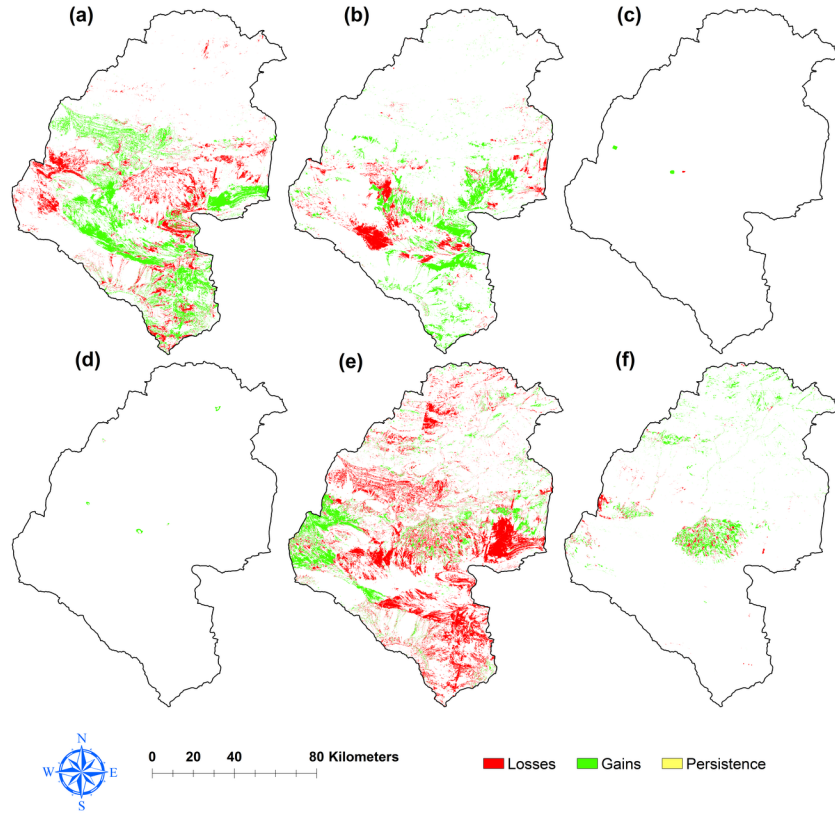 (a)
(b)
(c)
(d)
(e)
(f)
N
W E
S
0 20 40 80 Kilometers
Losses Gains Persistence